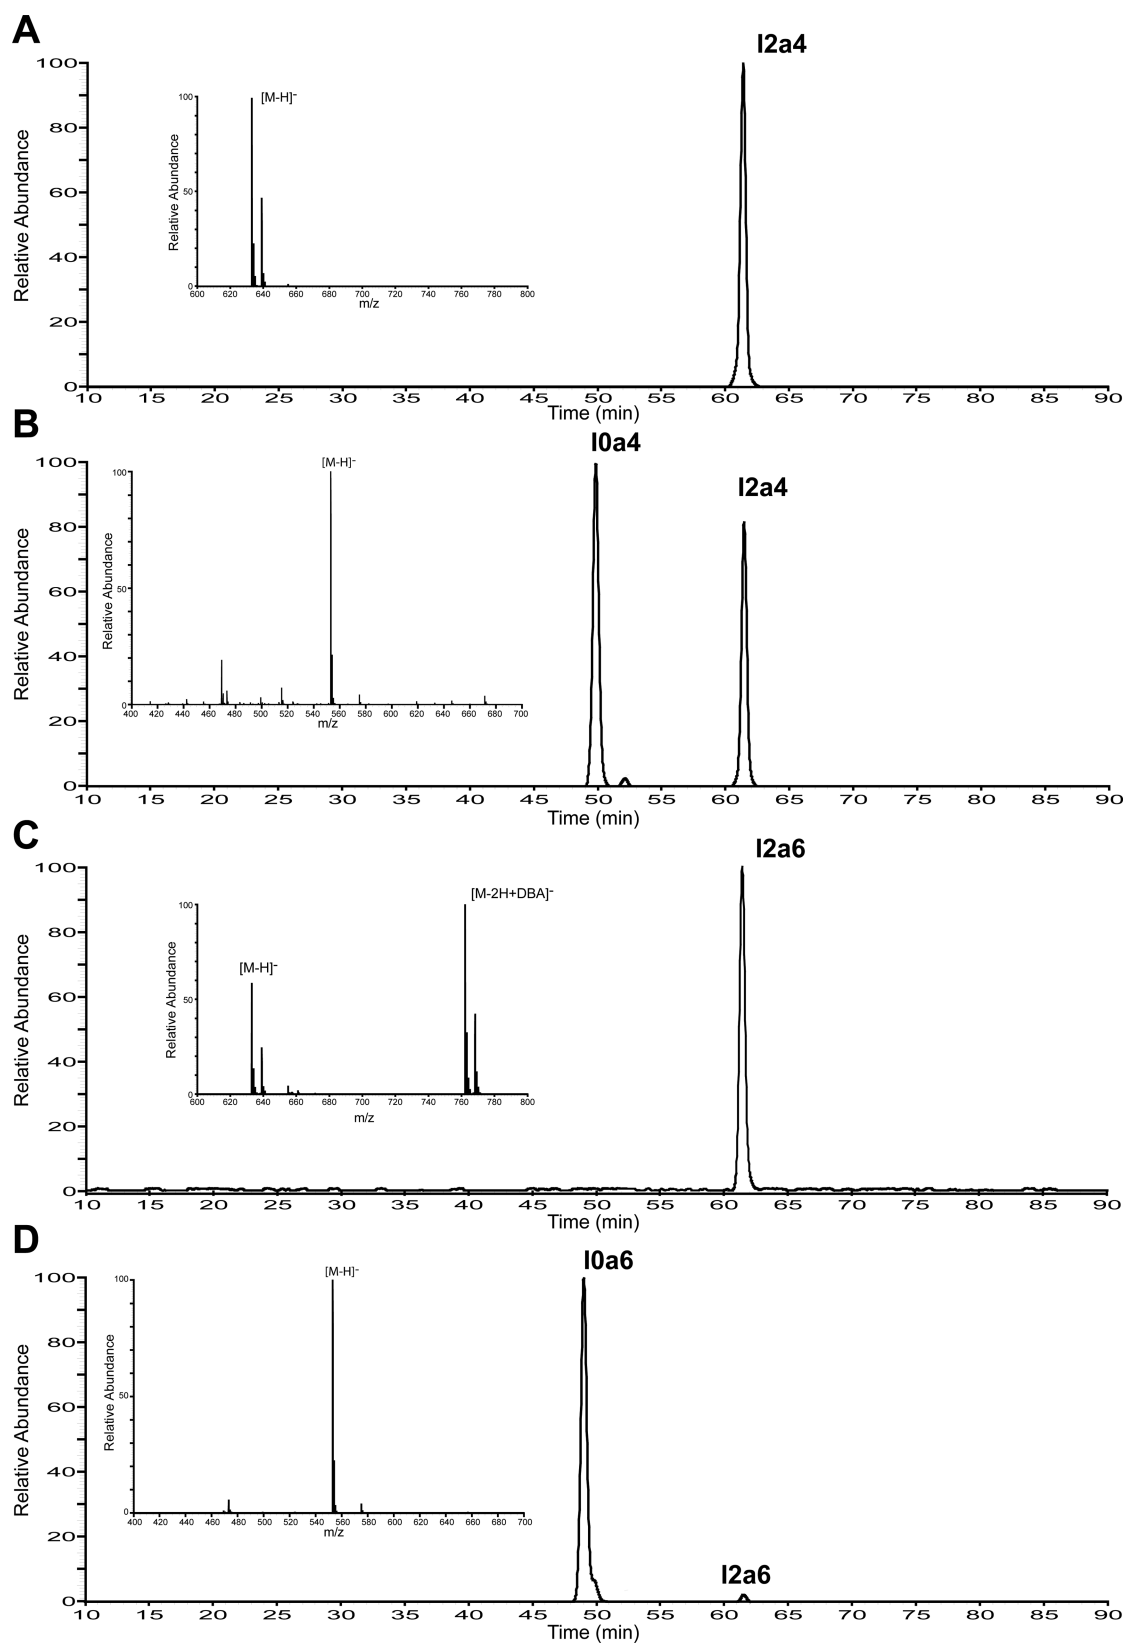 A
I2a4
Relative Abundance
100
80
60
40
20
0
[M-H]-
Relative Abundance
100
50
0
600 620 640 660 680 700 720 740 760 780 800
m/z
10 15 20 25 30 35 40 45 50 55 60 65 70 75 80 85 90
Time (min)
B
I0a4
I2a4
Relative Abundance
100
80
60
40
20
0
[M-H]-
Relative Abundance
100
50
0
400 420 440 460 480 500 520 540 560 580 600 620 640 660 680 700
m/z
10 15 20 25 30 35 40 45 50 55 60 65 70 75 80 85 90
Time (min)
C
I2a6
Relative Abundance
100
80
60
40
20
0
[M-2H+DBA]-
[M-H]-
Relative Abundance
100
50
0
600 620 640 660 680 700 720 740 760 780 800
m/z
10 15 20 25 30 35 40 45 50 55 60 65 70 75 80 85 90
Time (min)
D
I0a6
I2a6
Relative Abundance
100
80
60
40
20
0
[M-H]-
Relative Abundance
100
50
0
400 420 440 460 480 500 520 540 560 580 600 620 640 660 680 700
m/z
10 15 20 25 30 35 40 45 50 55 60 65 70 75 80 85 90
Time (min)